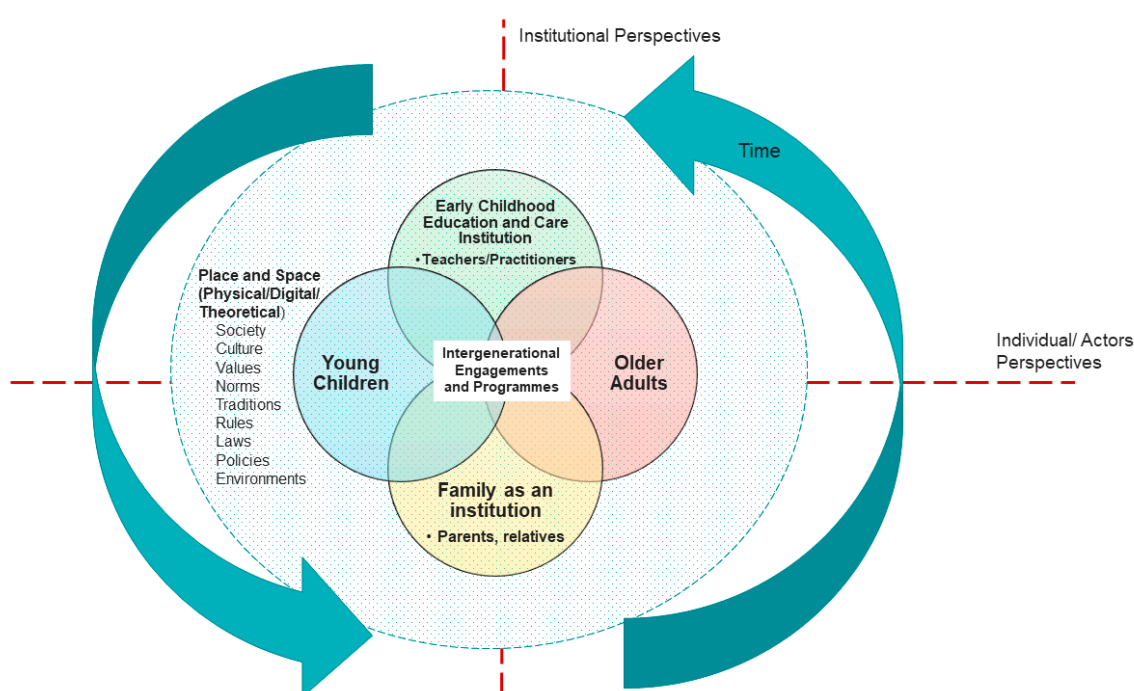 Institutional Perspectives
Time
Early Childhood
Education and Care
Institution
• Teachers/Practitioners
Place and Space
(Physical/Digital/
Theoretical)
Society
Culture
Values
Norms
Traditions
Rules
Laws
Policies
Environments
Young
Children
Intergenerational
Engagements
and Programmes
Older
Adults
Individual/ Actors
Perspectives
Family as an
institution
• Parents, relatives